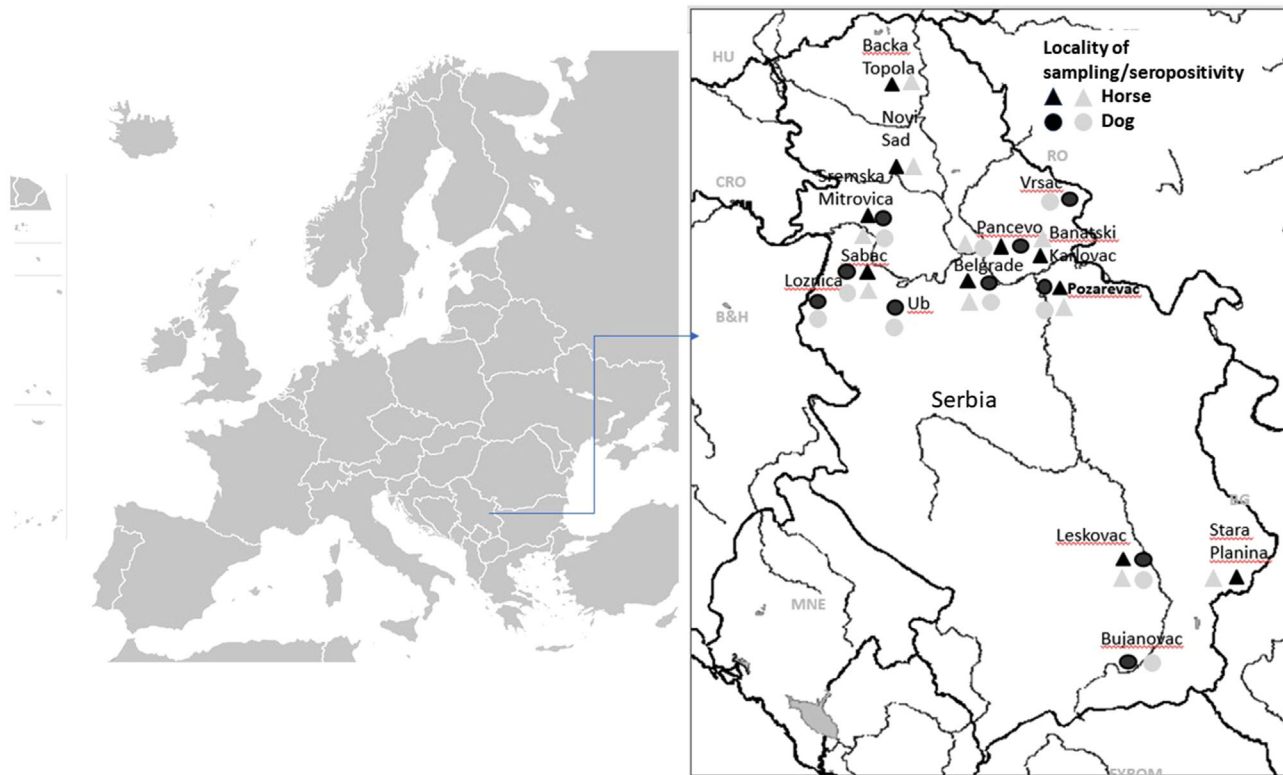 HU
Backa
Topola
Locality of
sampling/seropositivity
Horse
Dog
Novi
Sad
RO
CRO
Sremska
Mitrovica
Vrsac
Pancevo
Banatski
Karlovac
Sabac
Belgrade
Loznica
Pozarevac
Ub
B&H
Serbia
BG
Leskovac
Stara
Planina
MNE
Bujanovac
FYROM